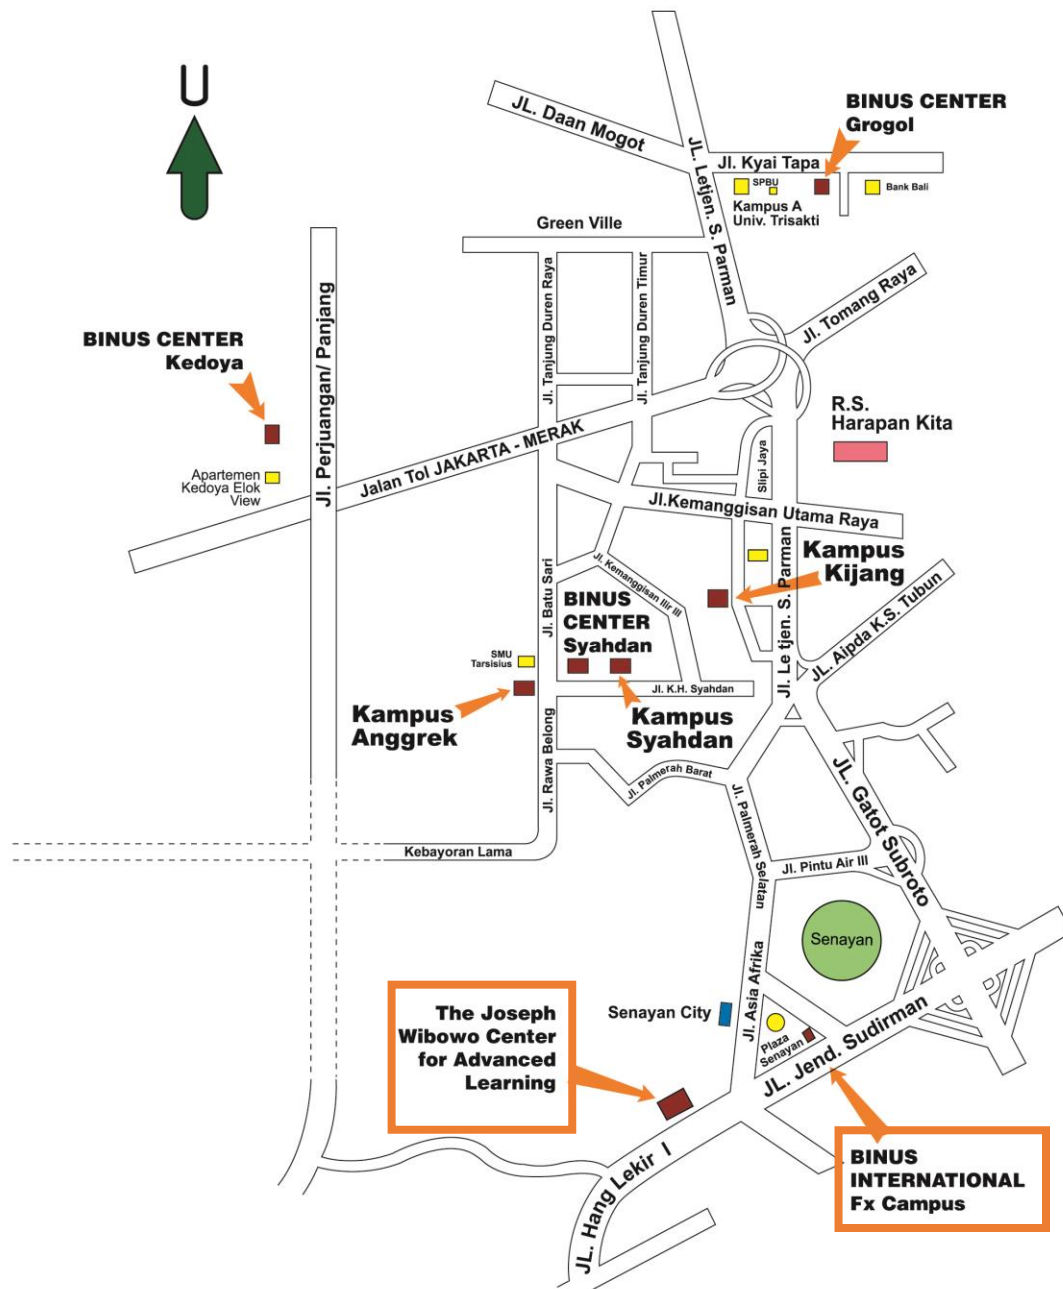 U
JL. Daan Mogot
JL. Letjen. S. Parman
BINUS CENTER
Grogol
Jl. Kyai Tapa
SPBU
Bank Bali
Kampus A
Univ. Trisakti
Green Ville
Jl. Perjuangan/ Panjang
Jl. Tanjung Duren Raya
Jl. Tanjung Duren Timur
Jl. Tomang Raya
BINUS CENTER
Kedoya
Apartemen
Kedoya Elok
View
Jalan Tol JAKARTA - MERAK
R.S.
Harapan Kita
Slipi Jaya
Jl.Kemanggisan Utama Raya
Kampus
Kijang
Jl. Batu Sari
Jl. Kemanggisan Ilir III
BINUS
CENTER
Syahdan
Jl. Le tjen. S. Parman
JL. Aipda K.S. Tubun
SMU
Tarsisius
Jl. K.H. Syahdan
Kampus
Anggrek
Kampus
Syahdan
Jl. Rawa Belong
Jl. Palmerah Barat
Jl. Palmerah Selatan
JL. Gatot Subroto
Kebayoran Lama
Jl. Pintu Air III
Senayan
Jl. Asia Afrika
Senayan City
Plaza
Senayan
JL. Jend. Sudirman
The Joseph
Wibowo Center
for Advanced
Learning
JL. Hang Lekir I
BINUS
INTERNATIONAL
Fx Campus